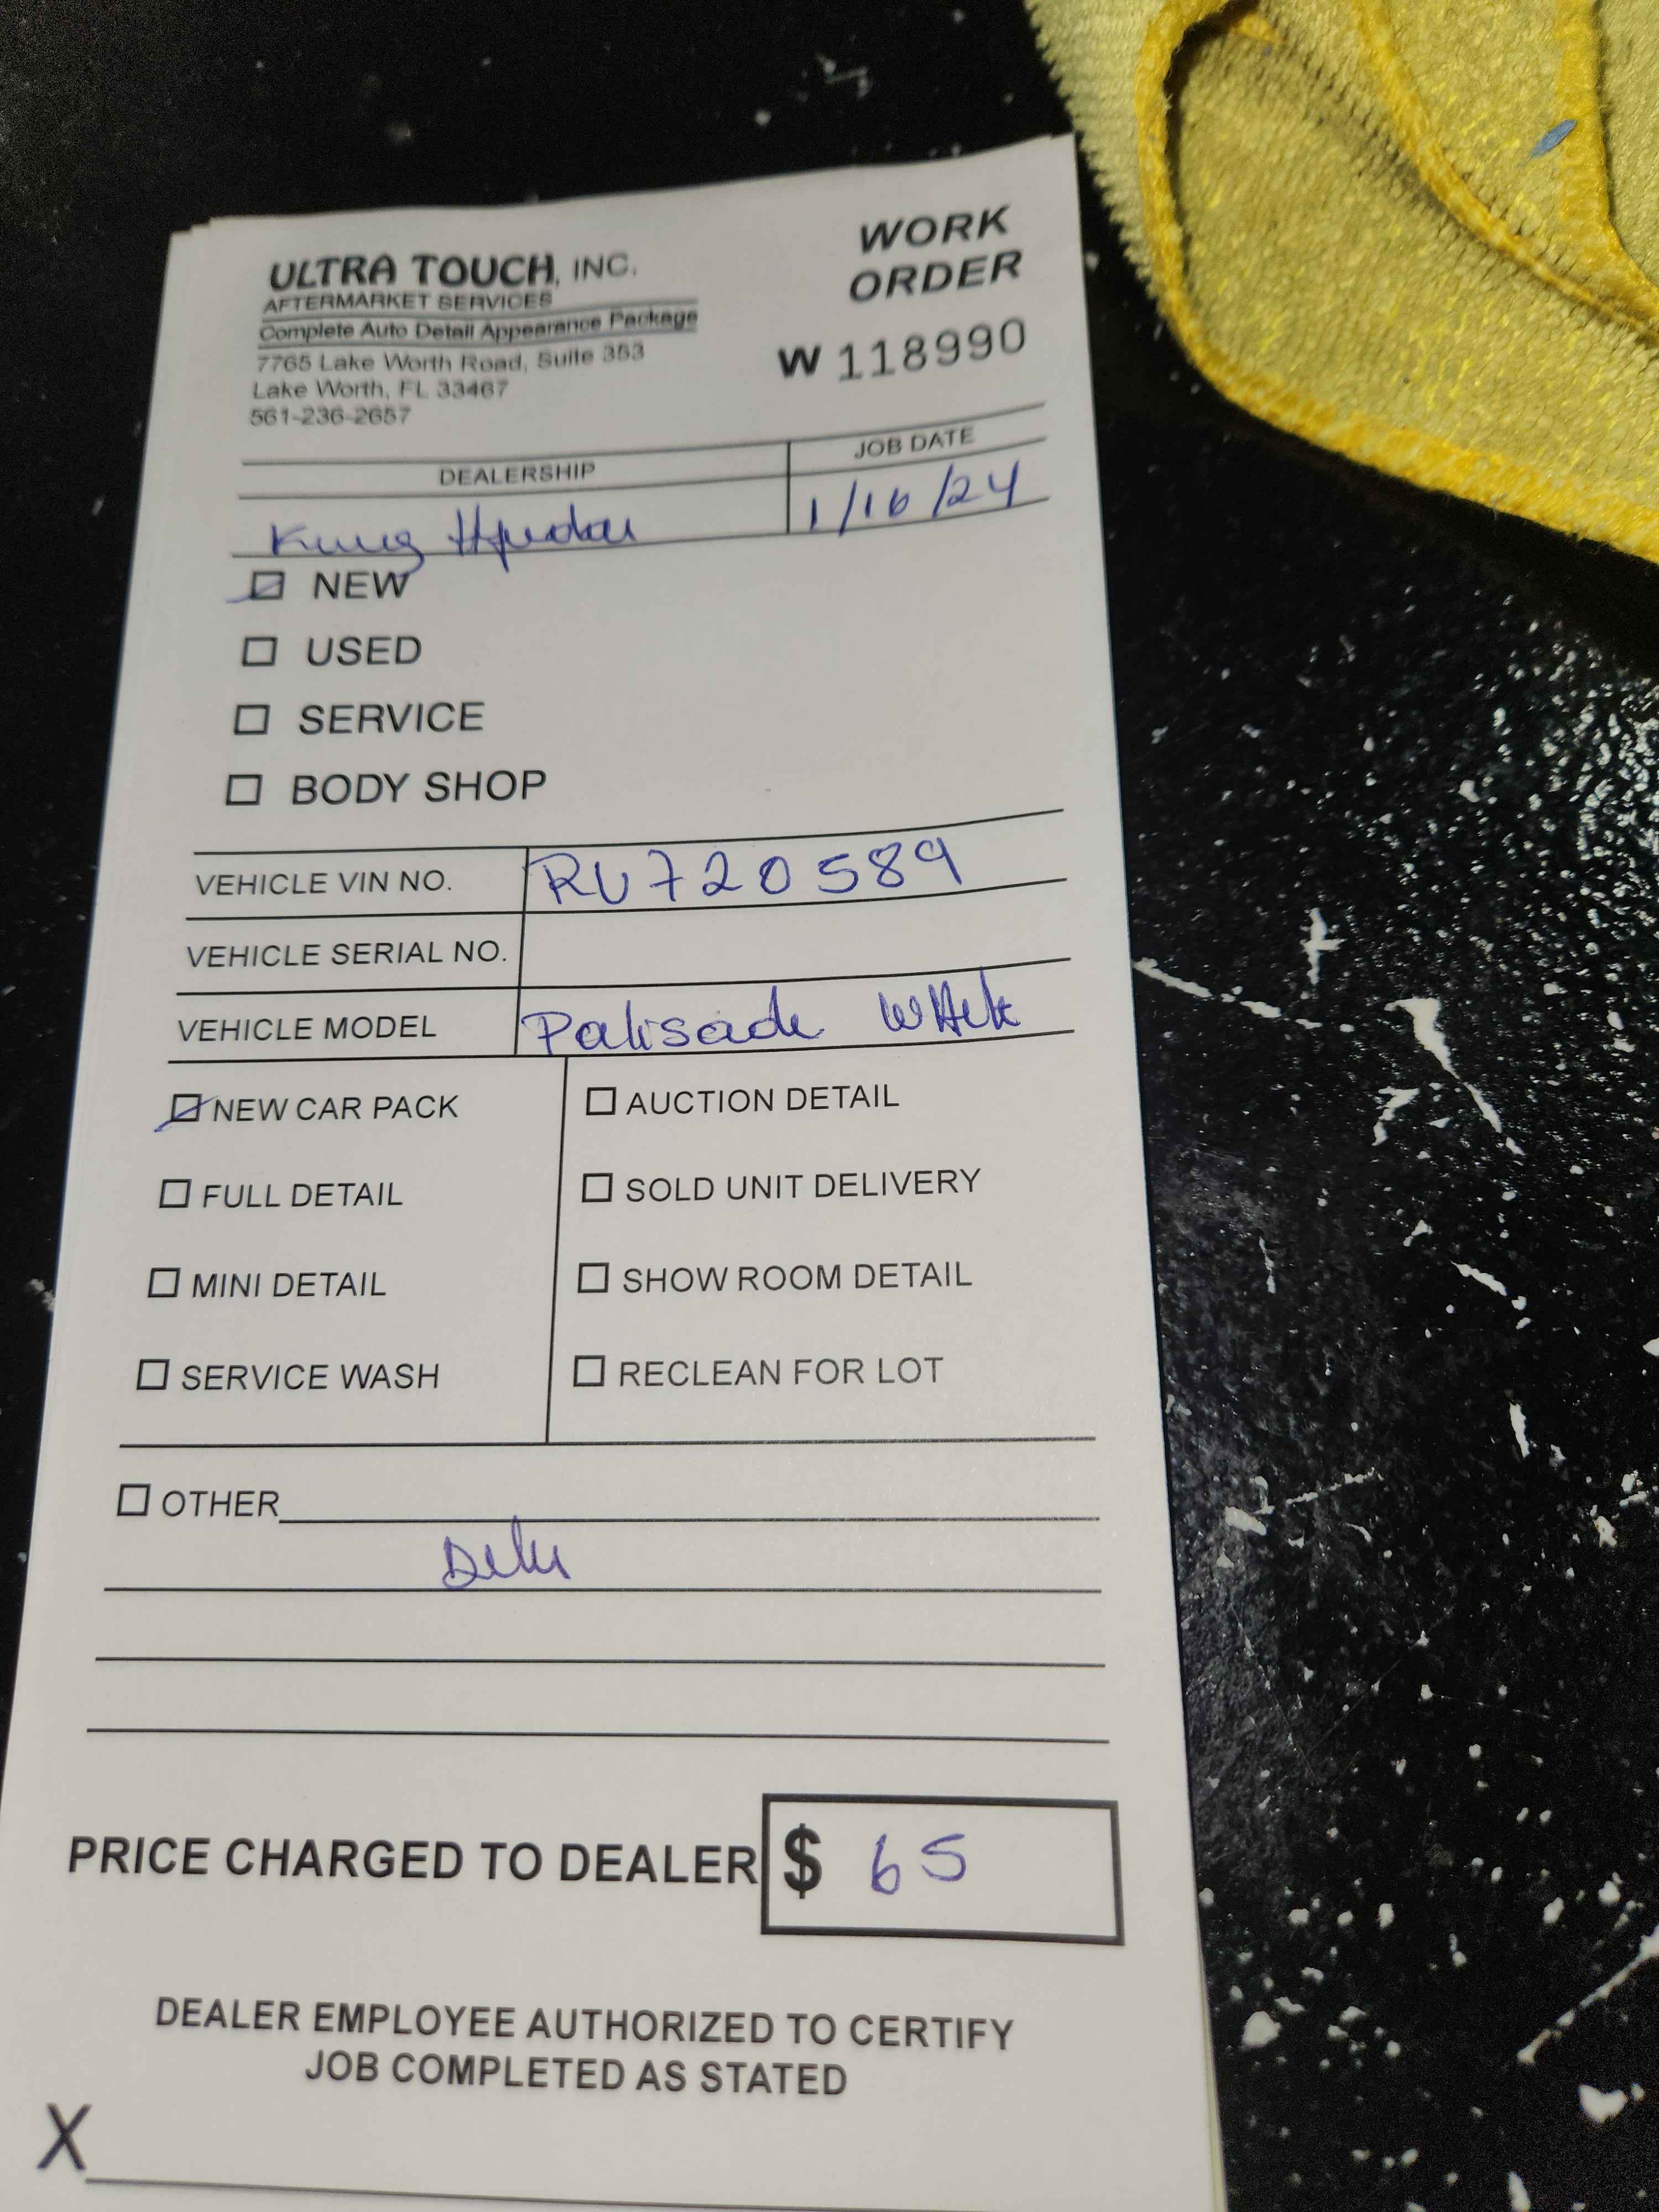 ULTRA TOUCH, INC.
AFTERMARKET SERVICES
Complete Auto Detail Appearance Package
7765 Lake Worth Road, Suite 353
Lake Worth, FL 33467
561-236-2657
WORK
ORDER
W 118990
DEALERSHIP
JOB DATE
King
1/16/24
NEW
USED
SERVICE
BODY SHOP
VEHICLE VIN NO. RU720589
VEHICLE SERIAL NO.
VEHICLE MODEL Palisade
NEW CAR PACK
FULL DETAIL
MINI DETAIL
SERVICE WASH
AUCTION DETAIL
SOLD UNIT DELIVERY
SHOW ROOM DETAIL
RECLEAN FOR LOT
OTHER
PRICE CHARGED TO DEALER $ 65
DEALER EMPLOYEE AUTHORIZED TO CERTIFY
JOB COMPLETED AS STATED
X